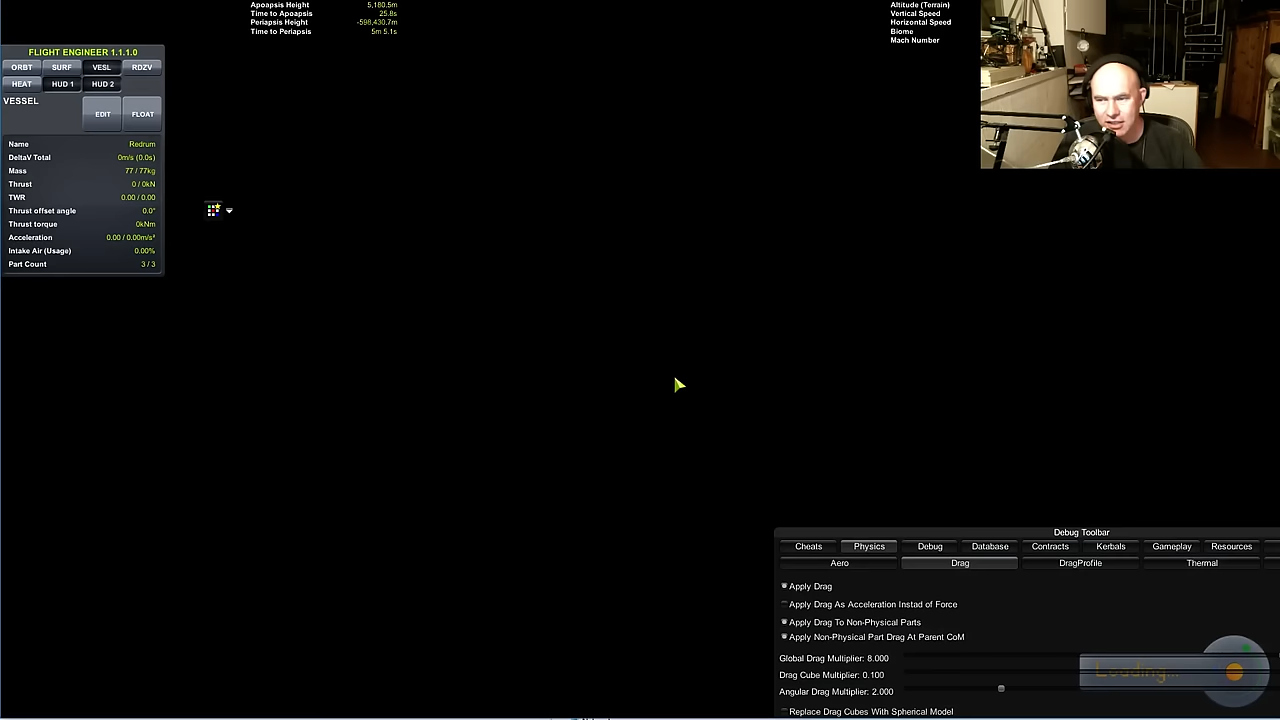 Apoapsis Height 5,180.5m
Time to Apoapsis 25.8s
Periapsis Height -598,430.7m
Time to Periapsis 5m 5.1s
Altitude (Terrain)
Vertical Speed
Horizontal Speed
Biome
Mach Number
FLIGHT ENGINEER 1.1.1.0
ORBT SURF VESL RDZV
HEAT HUD 1 HUD 2
VESSEL
EDIT FLOAT
Name Redrum
DeltaV Total 0m/s (0.0s)
Mass 77 / 77kg
Thrust 0 / 0kN
TWR 0.00 / 0.00
Thrust offset angle 0.0°
Thrust torque 0kNm
Acceleration 0.00 / 0.00m/s²
Intake Air (Usage) 0.00%
Part Count 3 / 3
Debug Toolbar
Cheats Physics Debug Database Contracts Kerbals Gameplay Resources
Aero Drag DragProfile Thermal
Apply Drag
Apply Drag As Acceleration Instad of Force
Apply Drag To Non-Physical Parts
Apply Non-Physical Part Drag At Parent CoM
Global Drag Multiplier: 8.000
Drag Cube Multiplier: 0.100
Loading...
Angular Drag Multiplier: 2.000
Replace Drag Cubes With Spherical Model